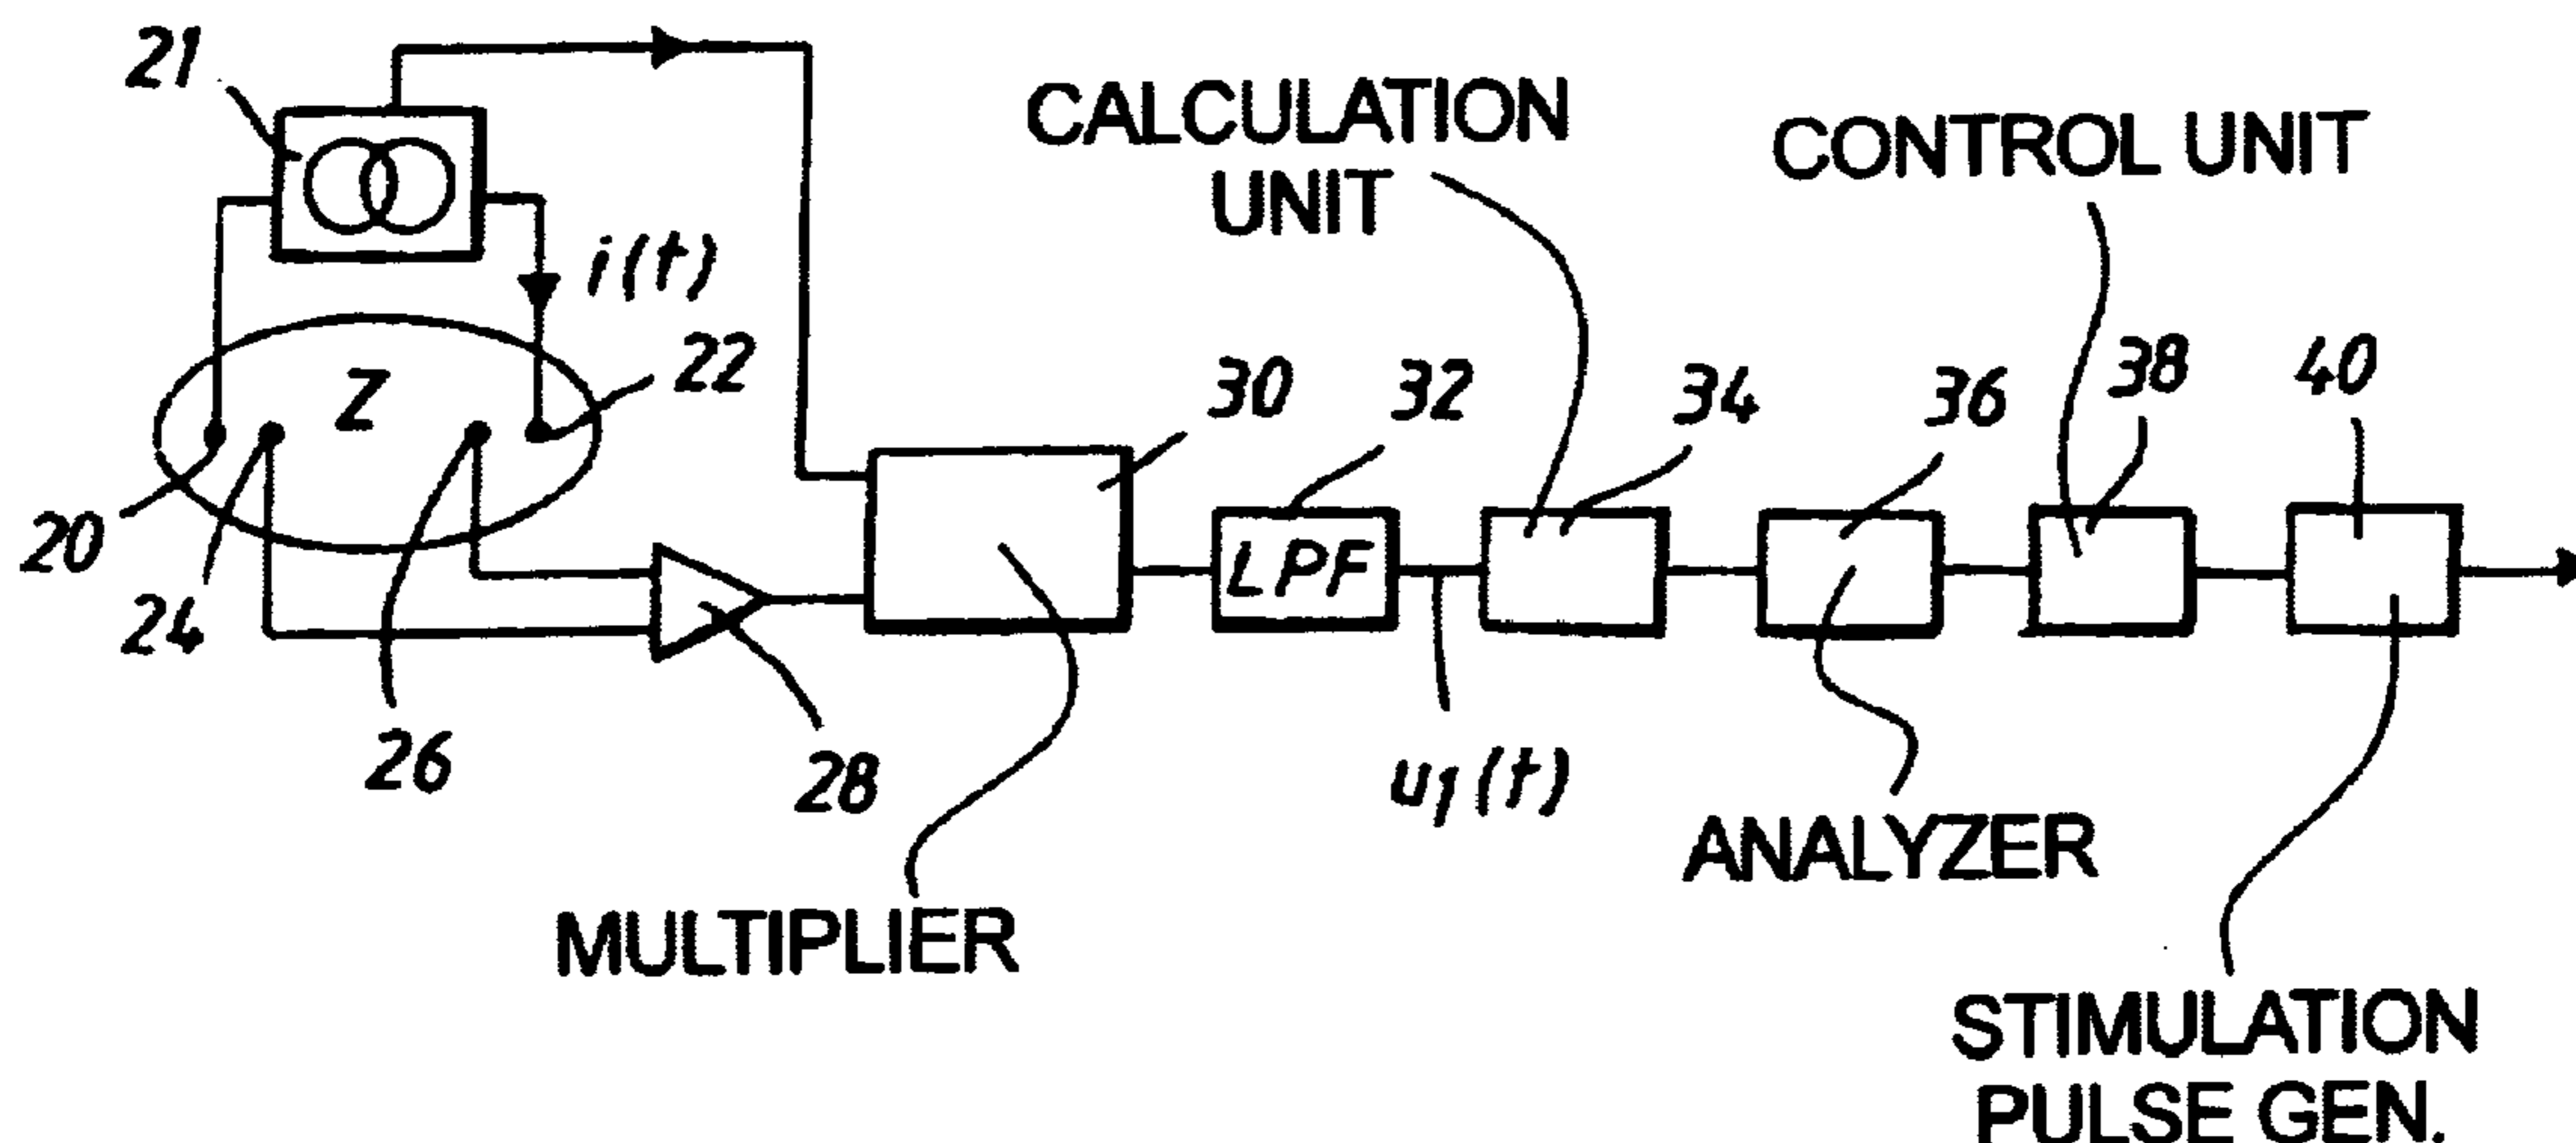 21
CALCULATION
UNIT
CONTROL UNIT
i(t)
Z
22
30
32
34
36
38
40
20
24
26
28
LPF
u1(t)
MULTIPLIER
ANALYZER
STIMULATION
PULSE GEN.